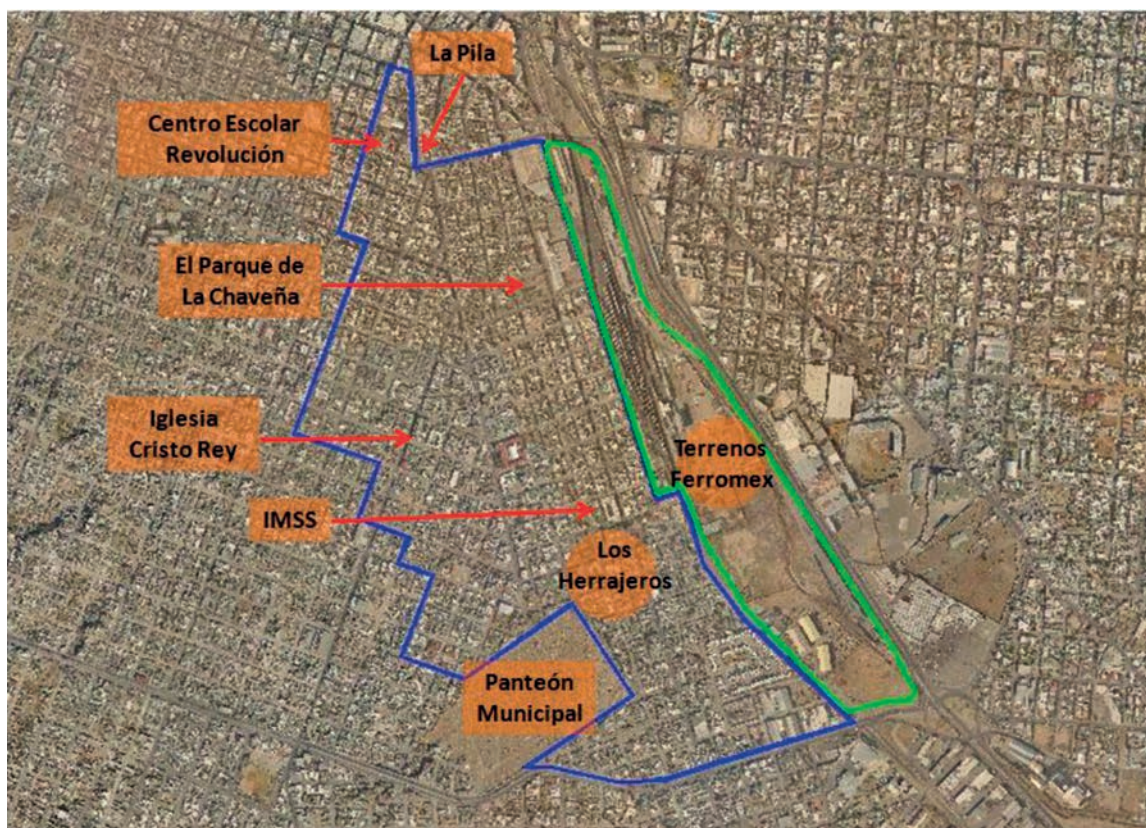 La Pila
Centro Escolar
Revolución
El Parque de
La Chaveña
Iglesia
Cristo Rey
Terrenos
Ferromex
IMSS
Los
Herrajeros
Panteón
Municipal